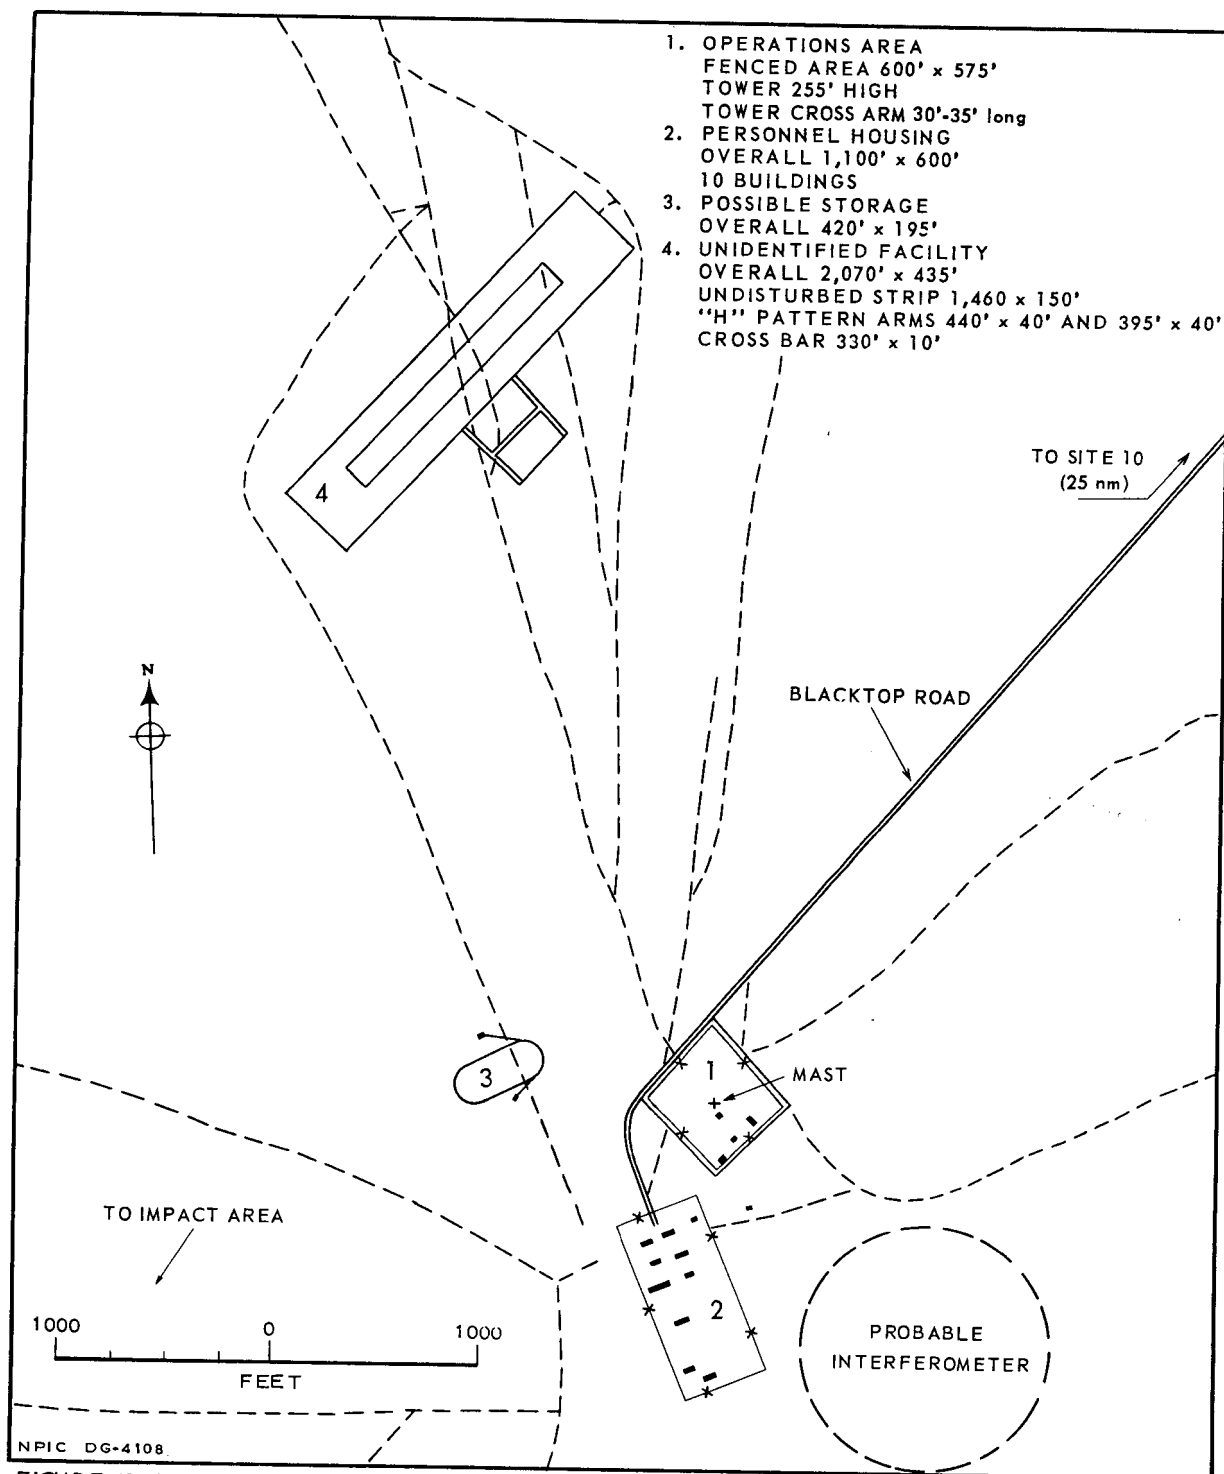 1. OPERATIONS AREA
FENCED AREA 600' x 575'
TOWER 255' HIGH
TOWER CROSS ARM 30'-35' long
2. PERSONNEL HOUSING
OVERALL 1,100' x 600'
10 BUILDINGS
3. POSSIBLE STORAGE
OVERALL 420' x 195'
4. UNIDENTIFIED FACILITY
OVERALL 2,070' x 435'
UNDISTURBED STRIP 1,460 x 150'
"H" PATTERN ARMS 440' x 40' AND 395' x 40'
CROSS BAR 330' x 10'
TO SITE 10
(25 nm)
4
N
BLACKTOP ROAD
1
MAST
3
TO IMPACT AREA
2
PROBABLE
INTERFEROMETER
1000 0 1000
FEET
NPIC DG-4108